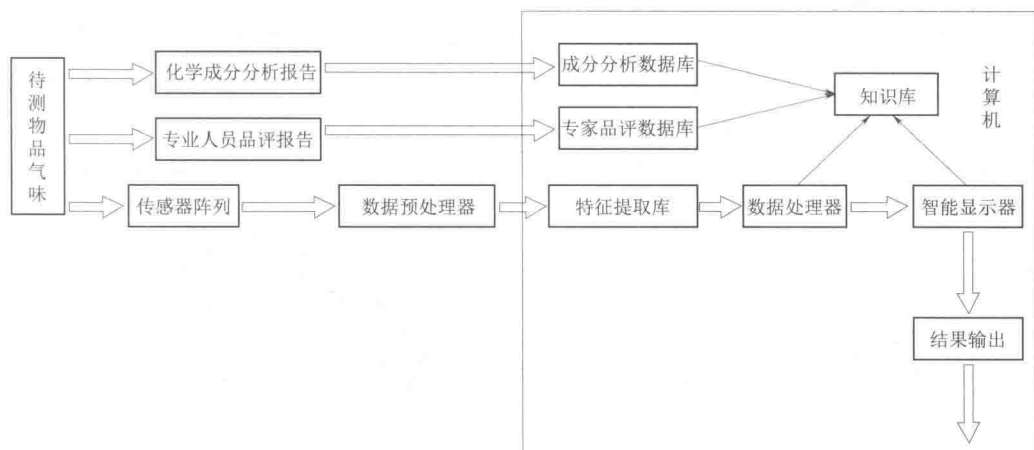 待测物品气味
化学成分分析报告
成分分析数据库
知识库
计算机
专业人员品评报告
专家品评数据库
传感器阵列
数据预处理器
特征提取库
数据处理器
智能显示器
结果输出